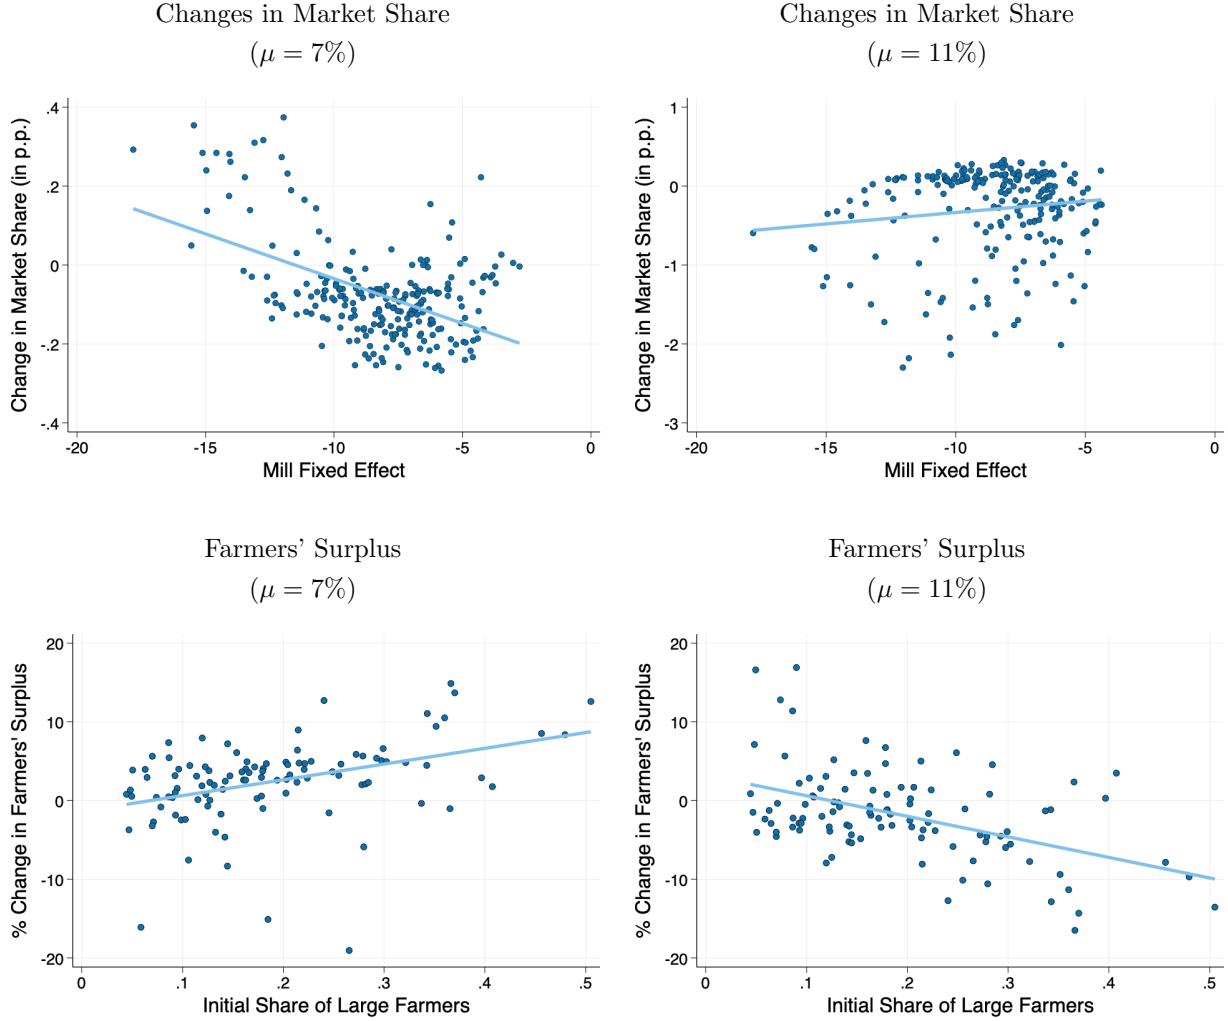 Changes in Market Share
(μ = 7%)
Change in Market Share (in p.p.)
.4
.2
0
-.2
-.4
-20
-15
-10
-5
0
Mill Fixed Effect
Changes in Market Share
(μ = 11%)
Change in Market Share (in p.p.)
1
0
-1
-2
-3
-20
-15
-10
-5
0
Mill Fixed Effect
Farmers' Surplus
(μ = 7%)
% Change in Farmers' Surplus
20
10
0
-10
-20
0
.1
.2
.3
.4
.5
Initial Share of Large Farmers
Farmers' Surplus
(μ = 11%)
% Change in Farmers' Surplus
20
10
0
-10
-20
0
.1
.2
.3
.4
.5
Initial Share of Large Farmers